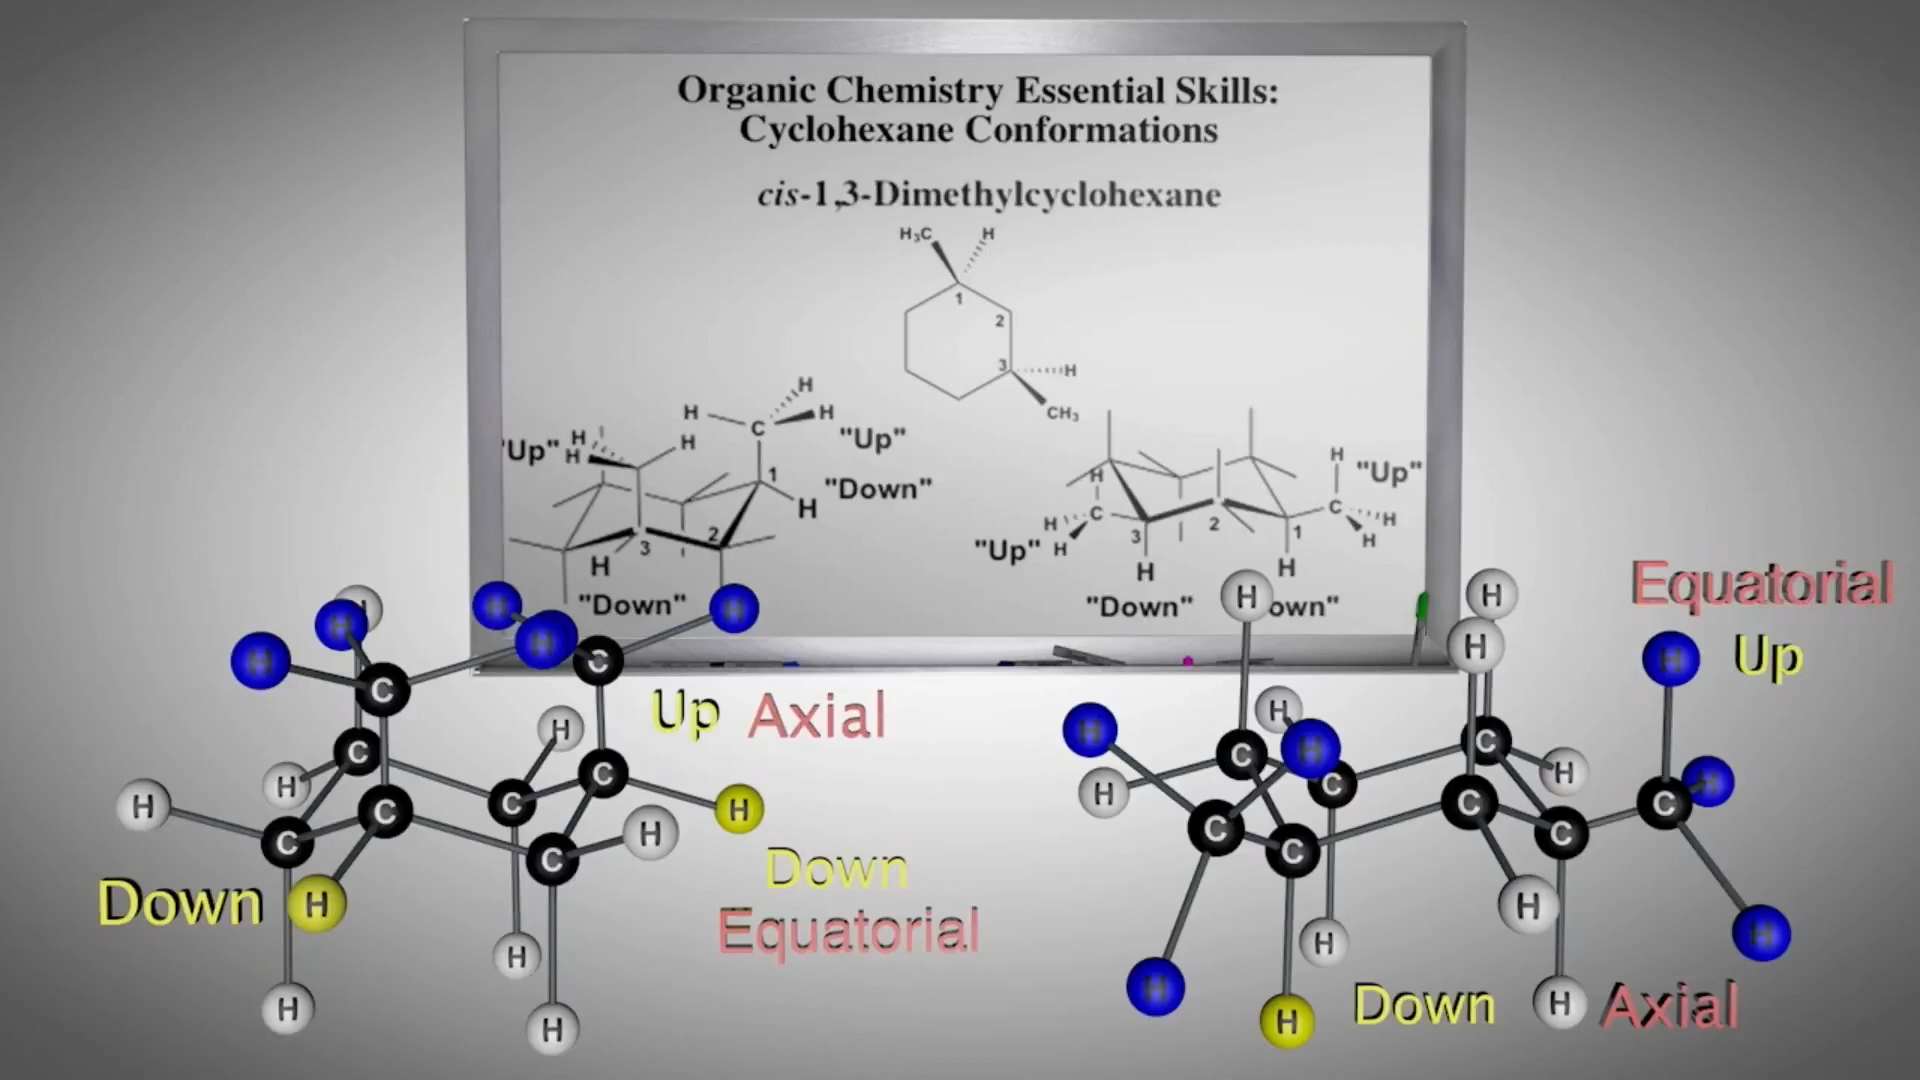 Organic Chemistry Essential Skills:
Cyclohexane Conformations
cis-1,3-Dimethylcyclohexane
H₃C H
1
2
3 H
CH₃
H
H H
C
"Up" H H "Up"
H
1
"Down"
H
2
3
H
"Down"
H "Up"
H
C C
H H
"Up" H H
3 2 1
H H
"Down" own"
Equatorial
Up
Up Axial
Down
Down
Equatorial
Down
Axial
H H H H H H
H C C
C H
H C C
H C C H
H C H
H
H
H
H H H
H
H C C
H C H
H C C C H
C C
H H
H
H
H H